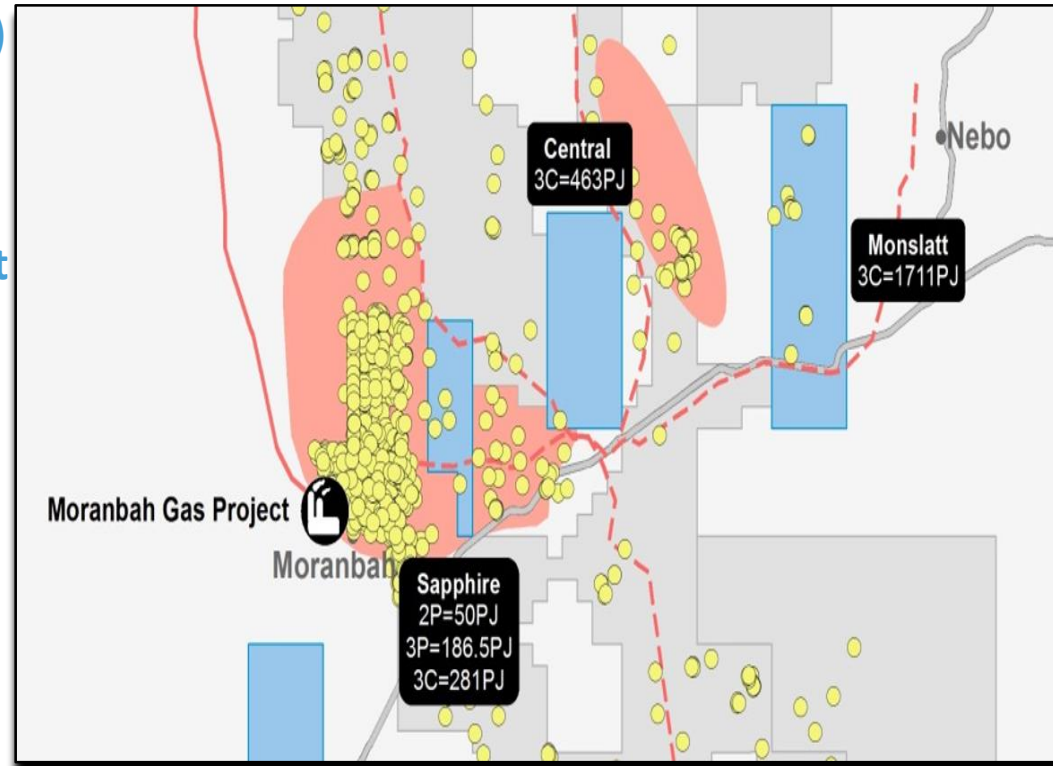 Central
3C=463PJ
Nebo
Monslatt
3C=1711PJ
Moranbah Gas Project
Moranbah
Sapphire
2P=50PJ
3P=186.5PJ
3C=281PJ
)
t